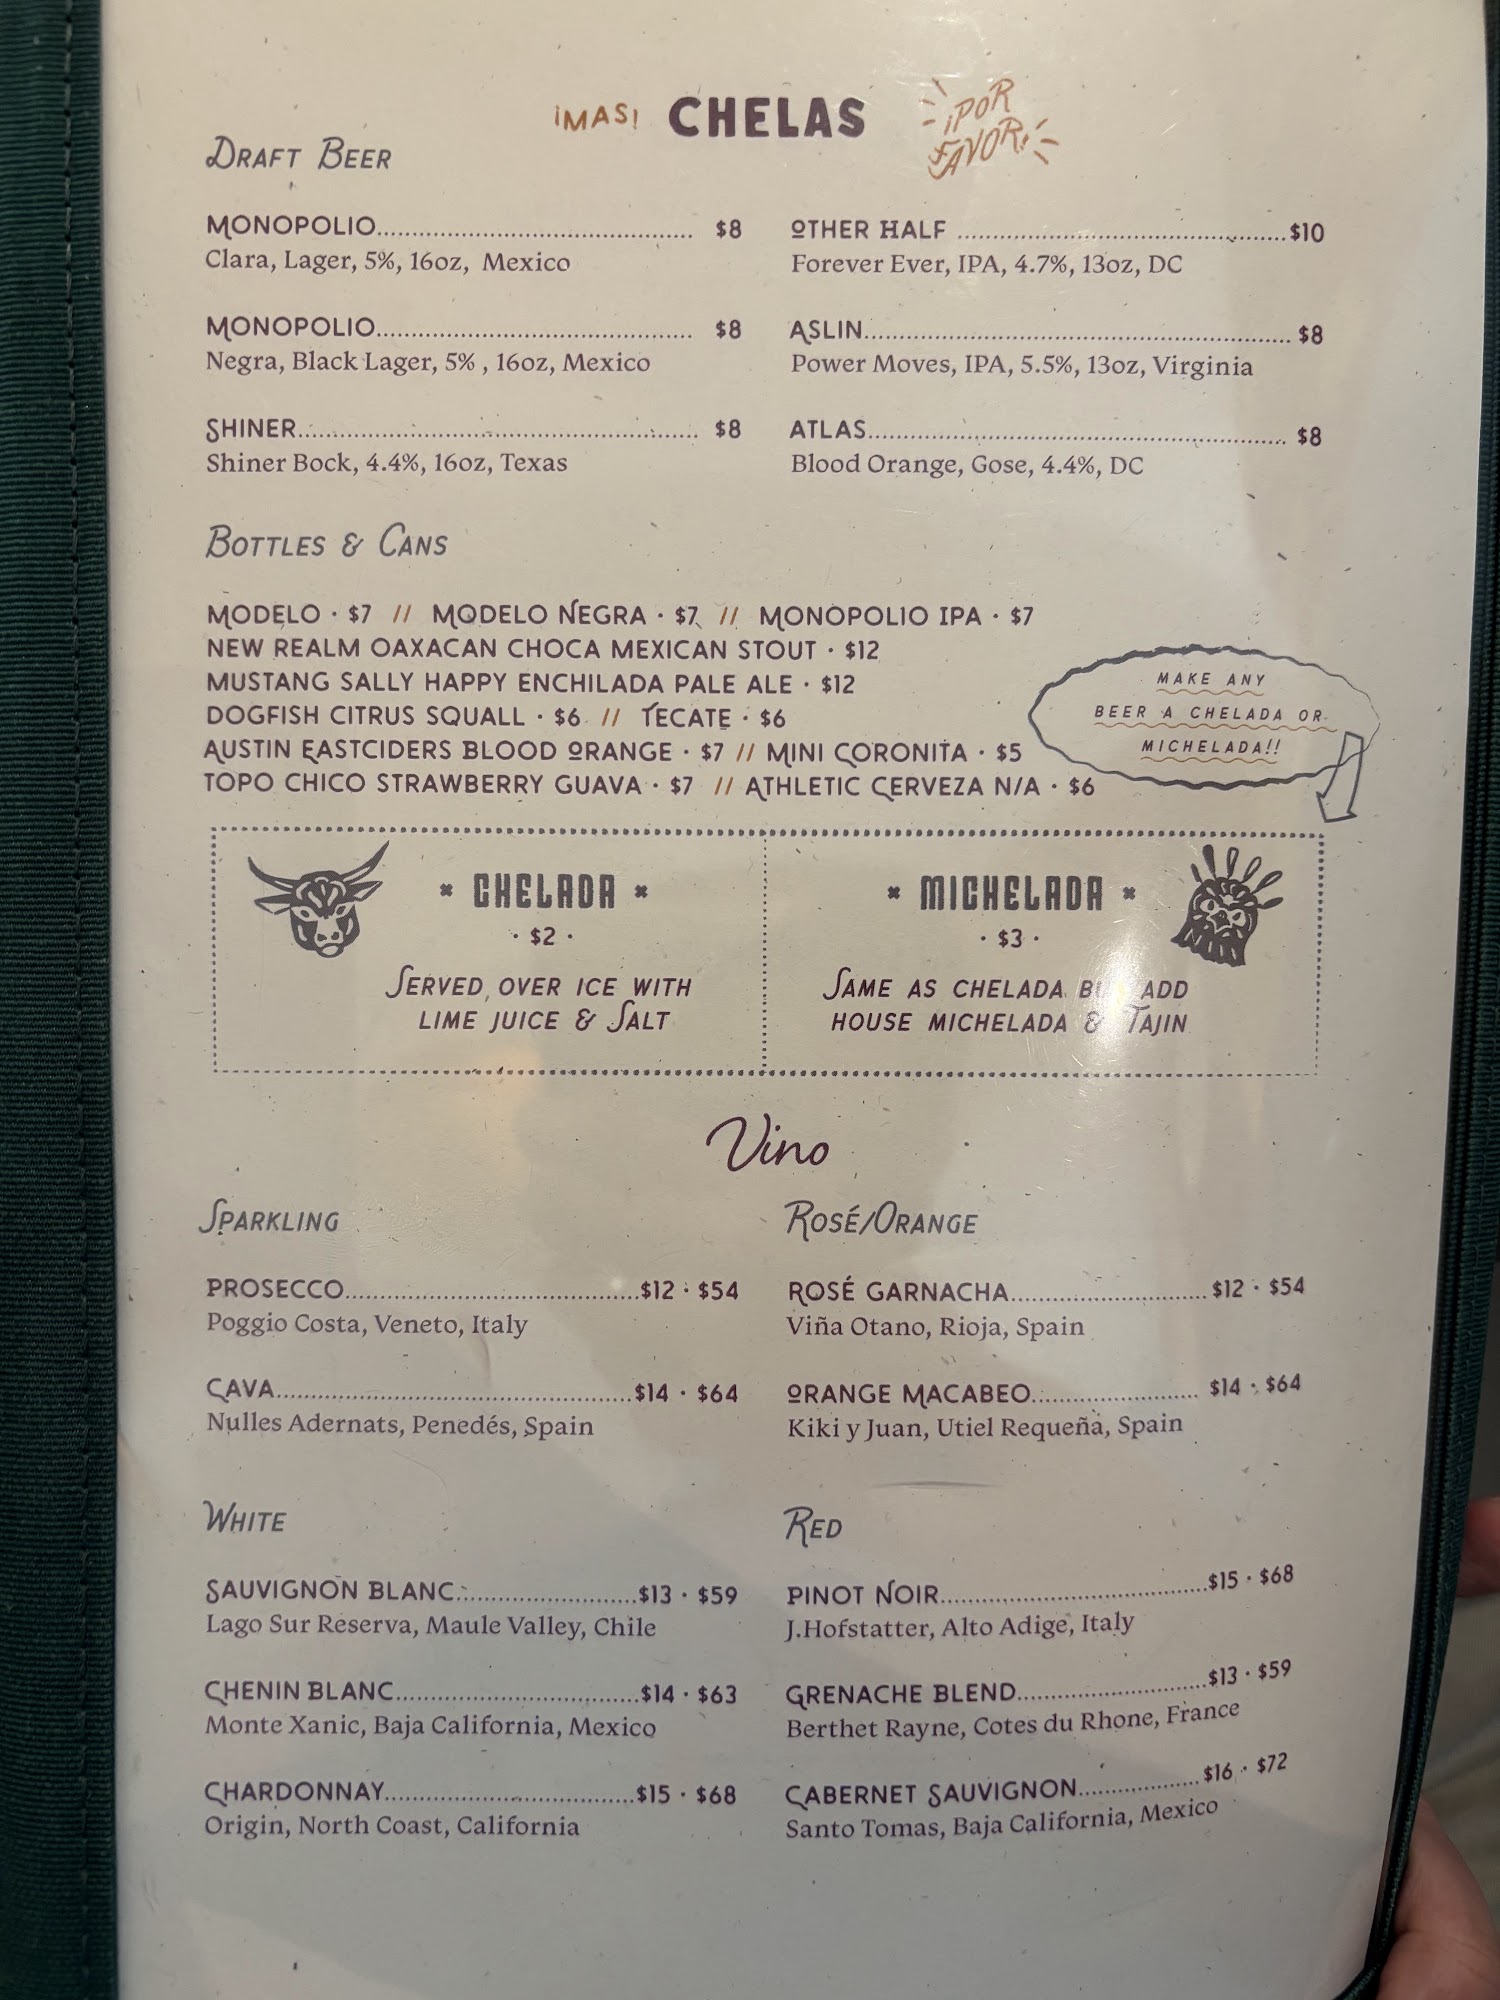 ¡MAS! CHELAS ¡POR FAVOR!
DRAFT BEER
MONOPOLIO........ $8
Clara, Lager, 5%, 16oz, Mexico
MONOPOLIO........ $8
Negra, Black Lager, 5% , 16oz, Mexico
SHINER........ $8
Shiner Bock, 4.4%, 16oz, Texas
OTHER HALF ........$10
Forever Ever, IPA, 4.7%, 13oz, DC
ASLIN........ $8
Power Moves, IPA, 5.5%, 13oz, Virginia
ATLAS........ $8
Blood Orange, Gose, 4.4%, DC
BOTTLES & CANS
MODELO · $7 // MODELO NEGRA · $7 // MONOPOLIO IPA · $7
NEW REALM OAXACAN CHOCA MEXICAN STOUT · $12
MUSTANG SALLY HAPPY ENCHILADA PALE ALE · $12
DOGFISH CITRUS SQUALL · $6 // TECATE · $6
AUSTIN EASTCIDERS BLOOD ORANGE · $7 // MINI CORONITA · $5
TOPO CHICO STRAWBERRY GUAVA · $7 // ATHLETIC CERVEZA N/A · $6
MAKE ANY
BEER A CHELADA OR
MICHELADA!!
CHELADA
· $2 ·
SERVED OVER ICE WITH
LIME JUICE & SALT
MICHELADA
· $3 ·
SAME AS CHELADA ADD
HOUSE MICHELADA & TAJIN
Vino
SPARKLING
PROSECCO........$12 · $54
Poggio Costa, Veneto, Italy
CAVA........$14 · $64
Nulles Adernats, Penedés, Spain
ROSÉ/ORANGE
ROSÉ GARNACHA........ $12 · $54
Viña Otano, Rioja, Spain
ORANGE MACABEO........ $14 · $64
Kiki y Juan, Utiel Requeña, Spain
WHITE
SAUVIGNON BLANC........$13 · $59
Lago Sur Reserva, Maule Valley, Chile
CHENIN BLANC........$14 · $63
Monte Xanic, Baja California, Mexico
CHARDONNAY........$15 · $68
Origin, North Coast, California
RED
PINOT NOIR........$15 · $68
J.Hofstatter, Alto Adige, Italy
GRENACHE BLEND........$13 · $59
Berthet Rayne, Cotes du Rhone, France
CABERNET SAUVIGNON........$16 · $72
Santo Tomas, Baja California, Mexico